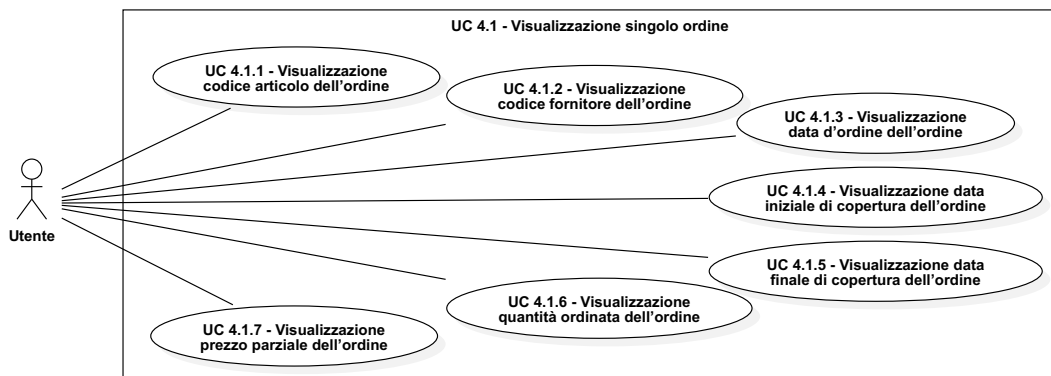 UC 4.1 - Visualizzazione singolo ordine
UC 4.1.1 - Visualizzazione
codice articolo dell'ordine
UC 4.1.2 - Visualizzazione
codice fornitore dell'ordine
UC 4.1.3 - Visualizzazione
data d'ordine dell'ordine
UC 4.1.4 - Visualizzazione data
iniziale di copertura dell'ordine
Utente
UC 4.1.5 - Visualizzazione data
finale di copertura dell'ordine
UC 4.1.6 - Visualizzazione
quantità ordinata dell'ordine
UC 4.1.7 - Visualizzazione
prezzo parziale dell'ordine